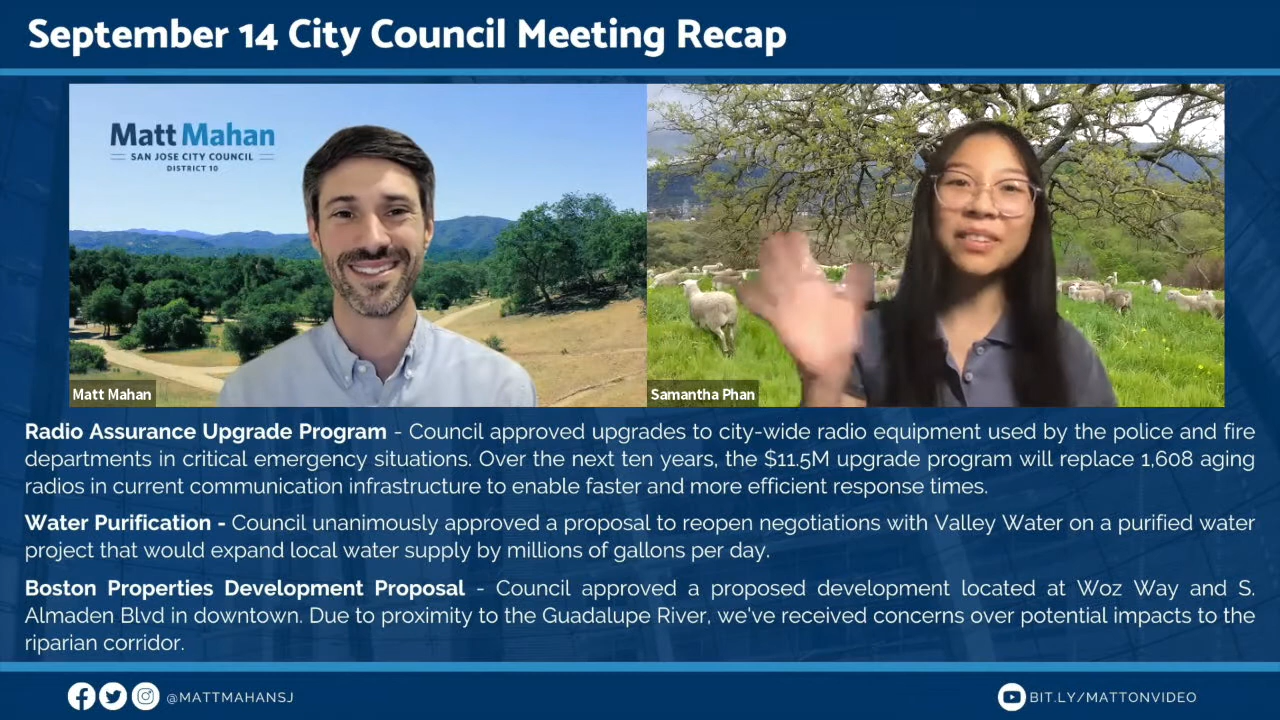 September 14 City Council Meeting Recap
Matt Mahan
SAN JOSE CITY COUNCIL
DISTRICT 10
Matt Mahan
Samantha Phan
Radio Assurance Upgrade Program - Council approved upgrades to city-wide radio equipment used by the police and fire
departments in critical emergency situations. Over the next ten years, the $11.5M upgrade program will replace 1,608 aging
radios in current communication infrastructure to enable faster and more efficient response times.
Water Purification - Council unanimously approved a proposal to reopen negotiations with Valley Water on a purified water
project that would expand local water supply by millions of gallons per day.
Boston Properties Development Proposal - Council approved a proposed development located at Woz Way and S.
Almaden Blvd in downtown. Due to proximity to the Guadalupe River, we've received concerns over potential impacts to the
riparian corridor.
@MATTMAHANSJ
BIT.LY/MATTONVIDEO